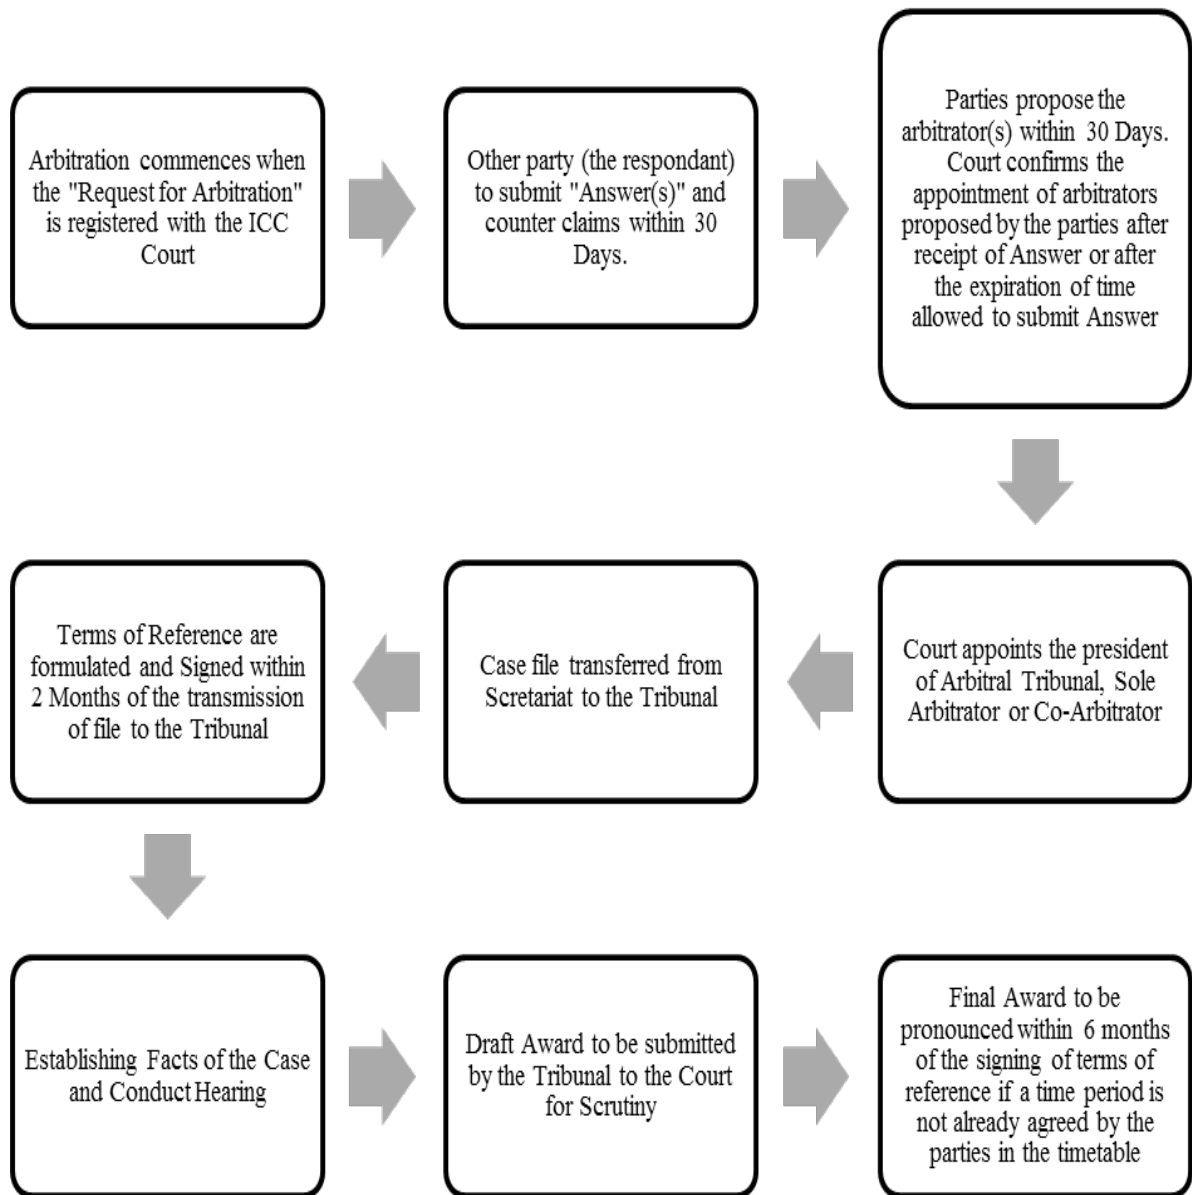 Arbitration commences when
the "Request for Arbitration"
is registered with the ICC
Court
Other party (the respondant)
to submit "Answer(s)" and
counter claims within 30
Days.
Parties propose the
arbitrator(s) within 30 Days.
Court confirms the
appointment of arbitrators
proposed by the parties after
receipt of Answer or after
the expiration of time
allowed to submit Answer
Court appoints the president
of Arbitral Tribunal, Sole
Arbitrator or Co-Arbitrator
Case file transferred from
Scretariat to the Tribunal
Terms of Reference are
formulated and Signed within
2 Months of the transmission
of file to the Tribunal
Establishing Facts of the Case
and Conduct Hearing
Draft Award to be submitted
by the Tribunal to the Court
for Scrutiny
Final Award to be
pronounced within 6 months
of the signing of terms of
reference if a time period is
not already agreed by the
parties in the timetable